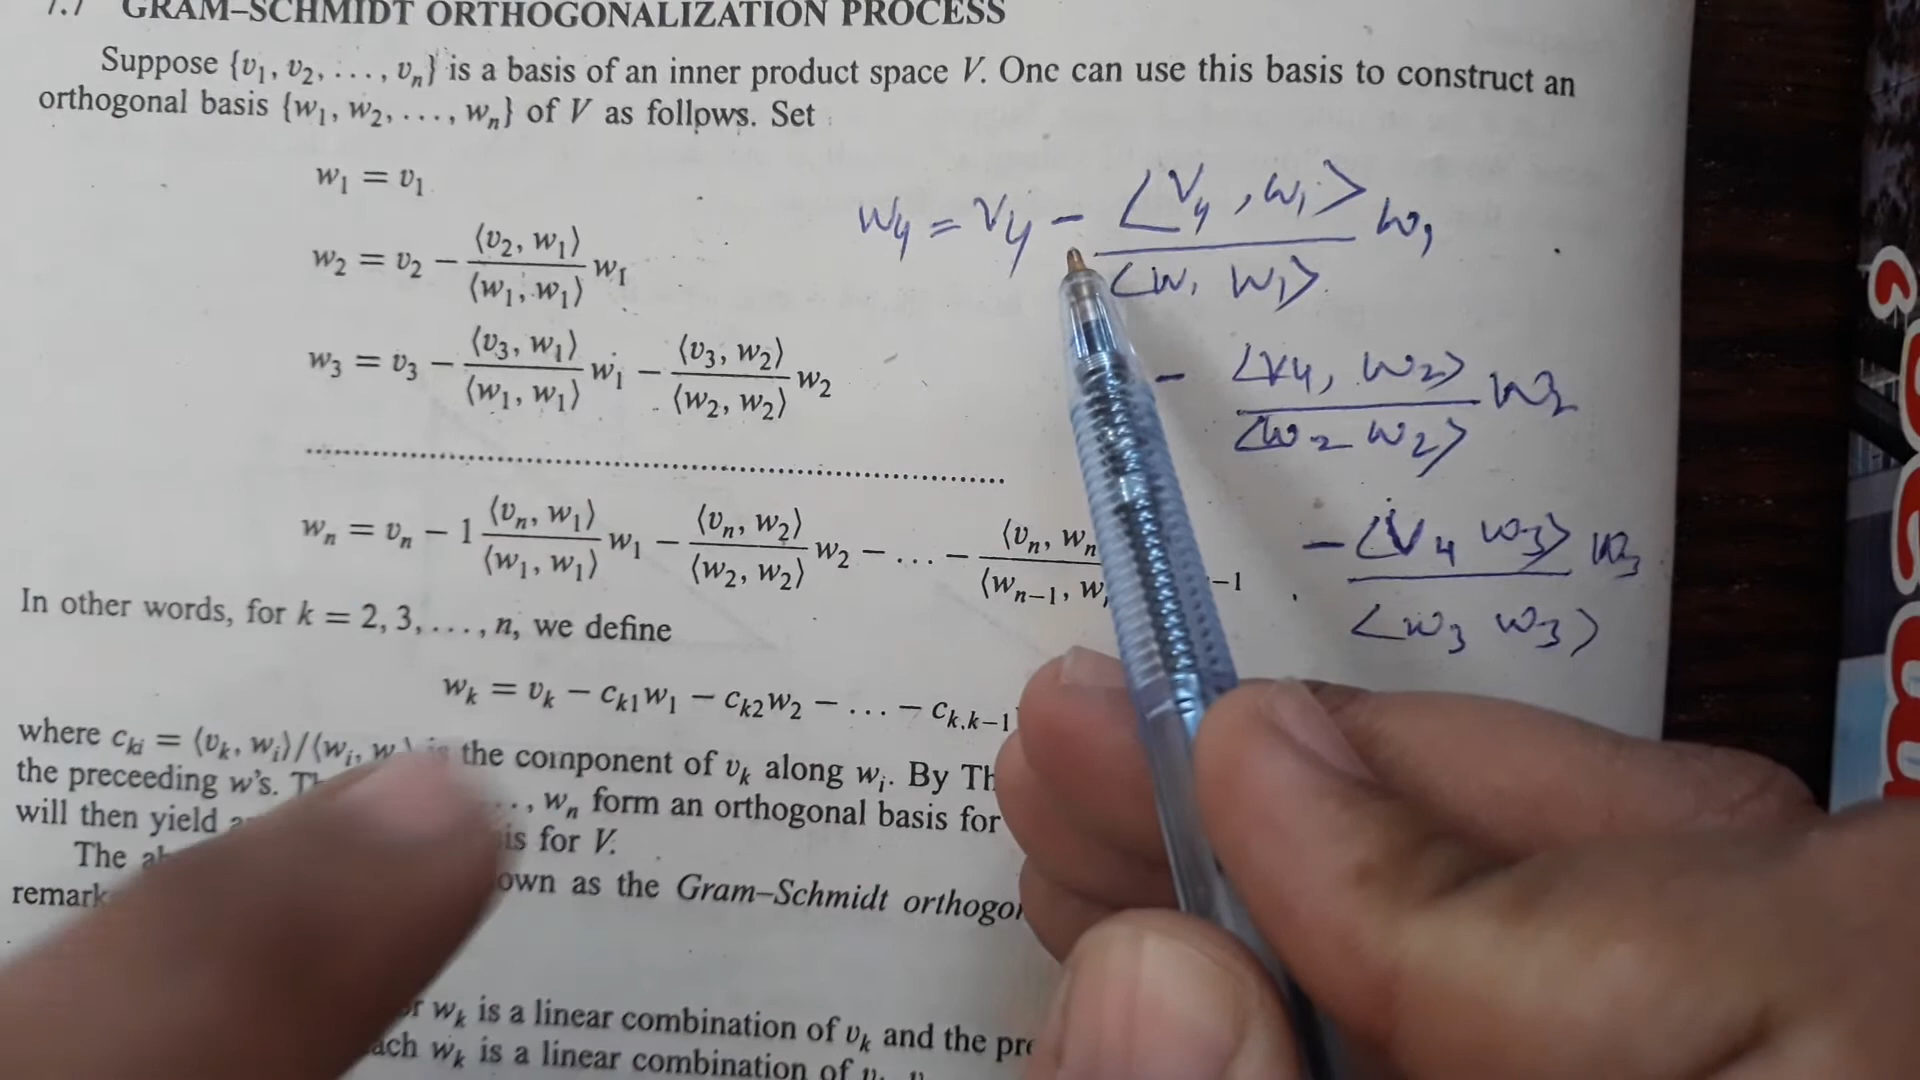 7.7 GRAM–SCHMIDT ORTHOGONALIZATION PROCESS
Suppose {v₁, v₂, . . . , vₙ} is a basis of an inner product space V. One can use this basis to construct an
orthogonal basis {w₁, w₂, . . . , wₙ} of V as follows. Set
w₁ = v₁
w₂ = v₂ − ⟨v₂, w₁⟩/⟨w₁, w₁⟩ w₁
w₃ = v₃ − ⟨v₃, w₁⟩/⟨w₁, w₁⟩ w₁ − ⟨v₃, w₂⟩/⟨w₂, w₂⟩ w₂
wₙ = vₙ − 1 ⟨vₙ, w₁⟩/⟨w₁, w₁⟩ w₁ − ⟨vₙ, w₂⟩/⟨w₂, w₂⟩ w₂ − . . . − ⟨vₙ, wₙ/⟨wₙ₋₁, w −1
In other words, for k = 2, 3, . . . , n, we define
wₖ = vₖ − cₖ₁w₁ − cₖ₂w₂ − . . . − cₖ,ₖ₋₁
where cₖᵢ = ⟨vₖ, wᵢ⟩/⟨wᵢ, w is the component of vₖ along wᵢ. By Th
the preceeding w's. . . , wₙ form an orthogonal basis for
will then yield is for V.
The
remark own as the Gram–Schmidt orthogo
wₖ is a linear combination of vₖ and the pre
ach wₖ is a linear combination of
w₄ = v₄ − ⟨v₄, w₁⟩/⟨w₁ w₁⟩ w₁
− ⟨v₄, w₂⟩/⟨w₂ w₂⟩ w₂
− ⟨v₄ w₃⟩/⟨w₃ w₃⟩ w₃